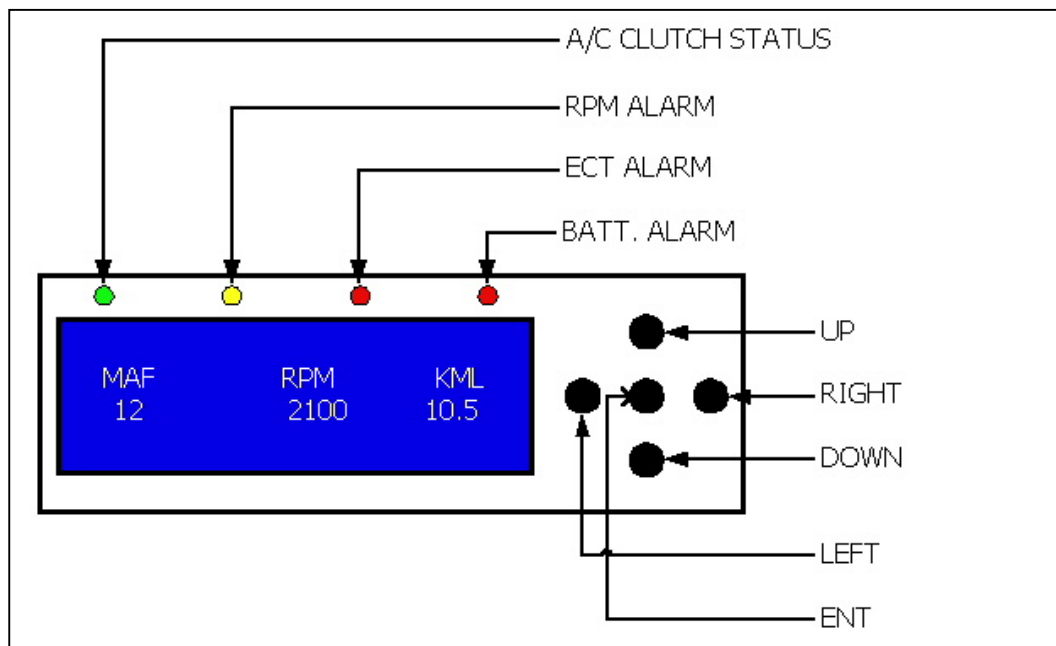 A/C CLUTCH STATUS
RPM ALARM
ECT ALARM
BATT. ALARM
MAF RPM KML
12 2100 10.5
UP
RIGHT
DOWN
LEFT
ENT